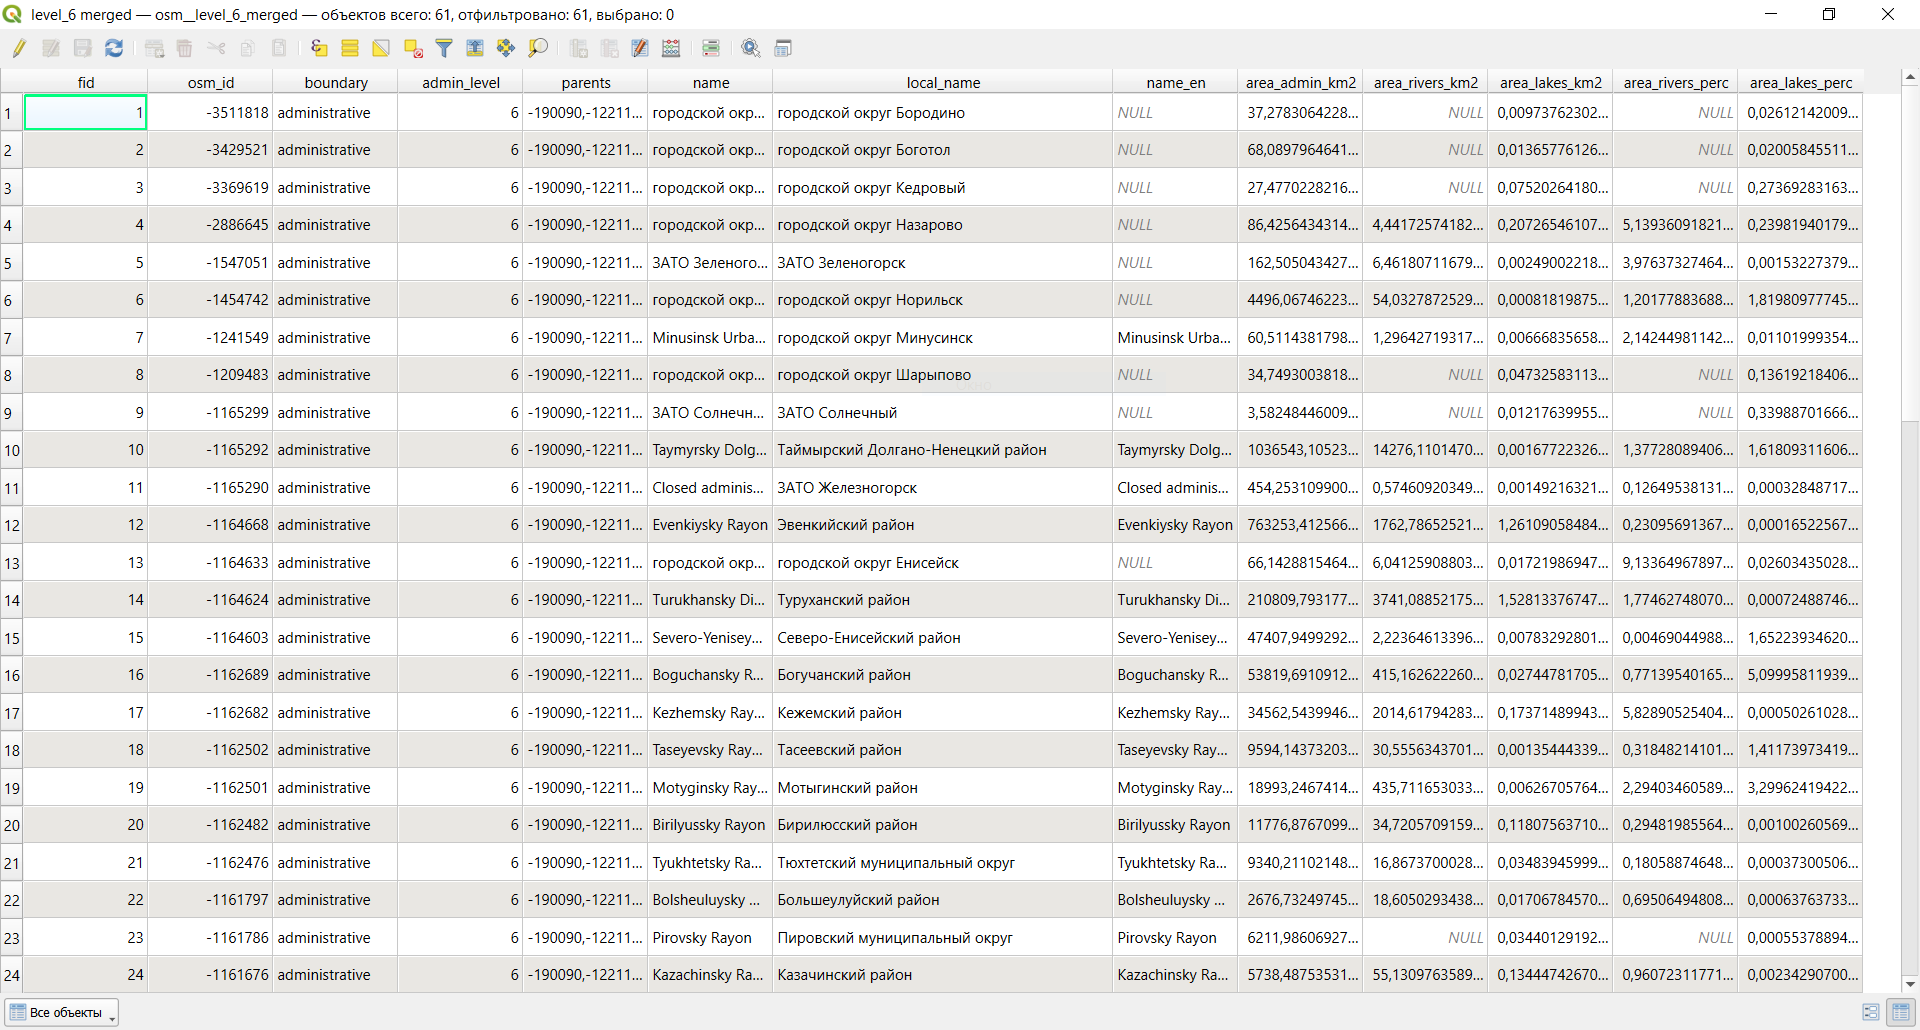 level_6 merged — osm__level_6_merged — объектов всего: 61, отфильтровано: 61, выбрано: 0
fid osm_id boundary admin_level parents name local_name name_en area_admin_km2 area_rivers_km2 area_lakes_km2 area_rivers_perc area_lakes_perc
1 1 -3511818 administrative 6 -190090,-12211... городской окр... городской округ Бородино NULL 37,2783064228... NULL 0,00973762302... NULL 0,02612142009...
2 2 -3429521 administrative 6 -190090,-12211... городской окр... городской округ Боготол NULL 68,0897964641... NULL 0,01365776126... NULL 0,02005845511...
3 3 -3369619 administrative 6 -190090,-12211... городской окр... городской округ Кедровый NULL 27,4770228216... NULL 0,07520264180... NULL 0,27369283163...
4 4 -2886645 administrative 6 -190090,-12211... городской окр... городской округ Назарово NULL 86,4256434314... 4,44172574182... 0,20726546107... 5,13936091821... 0,23981940179...
5 5 -1547051 administrative 6 -190090,-12211... ЗАТО Зеленого... ЗАТО Зеленогорск NULL 162,505043427... 6,46180711679... 0,00249002218... 3,97637327464... 0,00153227379...
6 6 -1454742 administrative 6 -190090,-12211... городской окр... городской округ Норильск NULL 4496,06746223... 54,0327872529... 0,00081819875... 1,20177883688... 1,81980977745...
7 7 -1241549 administrative 6 -190090,-12211... Minusinsk Urba... городской округ Минусинск Minusinsk Urba... 60,5114381798... 1,29642719317... 0,00666835658... 2,14244981142... 0,01101999354...
8 8 -1209483 administrative 6 -190090,-12211... городской окр... городской округ Шарыпово NULL 34,7493003818... NULL 0,04732583113... NULL 0,13619218406...
9 9 -1165299 administrative 6 -190090,-12211... ЗАТО Солнечн... ЗАТО Солнечный NULL 3,58248446009... NULL 0,01217639955... NULL 0,33988701666...
10 10 -1165292 administrative 6 -190090,-12211... Taymyrsky Dolg... Таймырский Долгано-Ненецкий район Taymyrsky Dolg... 1036543,10523... 14276,1101470... 0,00167722326... 1,37728089406... 1,61809311606...
11 11 -1165290 administrative 6 -190090,-12211... Closed adminis... ЗАТО Железногорск Closed adminis... 454,253109900... 0,57460920349... 0,00149216321... 0,12649538131... 0,00032848717...
12 12 -1164668 administrative 6 -190090,-12211... Evenkiysky Rayon Эвенкийский район Evenkiysky Rayon 763253,412566... 1762,78652521... 1,26109058484... 0,23095691367... 0,00016522567...
13 13 -1164633 administrative 6 -190090,-12211... городской окр... городской округ Енисейск NULL 66,1428815464... 6,04125908803... 0,01721986947... 9,13364967897... 0,02603435028...
14 14 -1164624 administrative 6 -190090,-12211... Turukhansky Di... Туруханский район Turukhansky Di... 210809,793177... 3741,08852175... 1,52813376747... 1,77462748070... 0,00072488746...
15 15 -1164603 administrative 6 -190090,-12211... Severo-Yenisey... Северо-Енисейский район Severo-Yenisey... 47407,9499292... 2,22364613396... 0,00783292801... 0,00469044988... 1,65223934620...
16 16 -1162689 administrative 6 -190090,-12211... Boguchansky R... Богучанский район Boguchansky R... 53819,6910912... 415,162622260... 0,02744781705... 0,77139540165... 5,09995811939...
17 17 -1162682 administrative 6 -190090,-12211... Kezhemsky Ray... Кежемский район Kezhemsky Ray... 34562,5439946... 2014,61794283... 0,17371489943... 5,82890525404... 0,00050261028...
18 18 -1162502 administrative 6 -190090,-12211... Taseyevsky Ray... Тасеевский район Taseyevsky Ray... 9594,14373203... 30,5556343701... 0,00135444339... 0,31848214101... 1,41173973419...
19 19 -1162501 administrative 6 -190090,-12211... Motyginsky Ray... Мотыгинский район Motyginsky Ray... 18993,2467414... 435,711653033... 0,00626705764... 2,29403460589... 3,29962419422...
20 20 -1162482 administrative 6 -190090,-12211... Birilyussky Rayon Бирилюсский район Birilyussky Rayon 11776,8767099... 34,7205709159... 0,11807563710... 0,29481985564... 0,00100260569...
21 21 -1162476 administrative 6 -190090,-12211... Tyukhtetsky Ra... Тюхтетский муниципальный округ Tyukhtetsky Ra... 9340,21102148... 16,8673700028... 0,03483945999... 0,18058874648... 0,00037300506...
22 22 -1161797 administrative 6 -190090,-12211... Bolsheuluysky ... Большеулуйский район Bolsheuluysky ... 2676,73249745... 18,6050293438... 0,01706784570... 0,69506494808... 0,00063763733...
23 23 -1161786 administrative 6 -190090,-12211... Pirovsky Rayon Пировский муниципальный округ Pirovsky Rayon 6211,98606927... NULL 0,03440129192... NULL 0,00055378894...
24 24 -1161676 administrative 6 -190090,-12211... Kazachinsky Ra... Казачинский район Kazachinsky Ra... 5738,48753531... 55,1309763589... 0,13444742670... 0,96072311771... 0,00234290700...
Все объекты